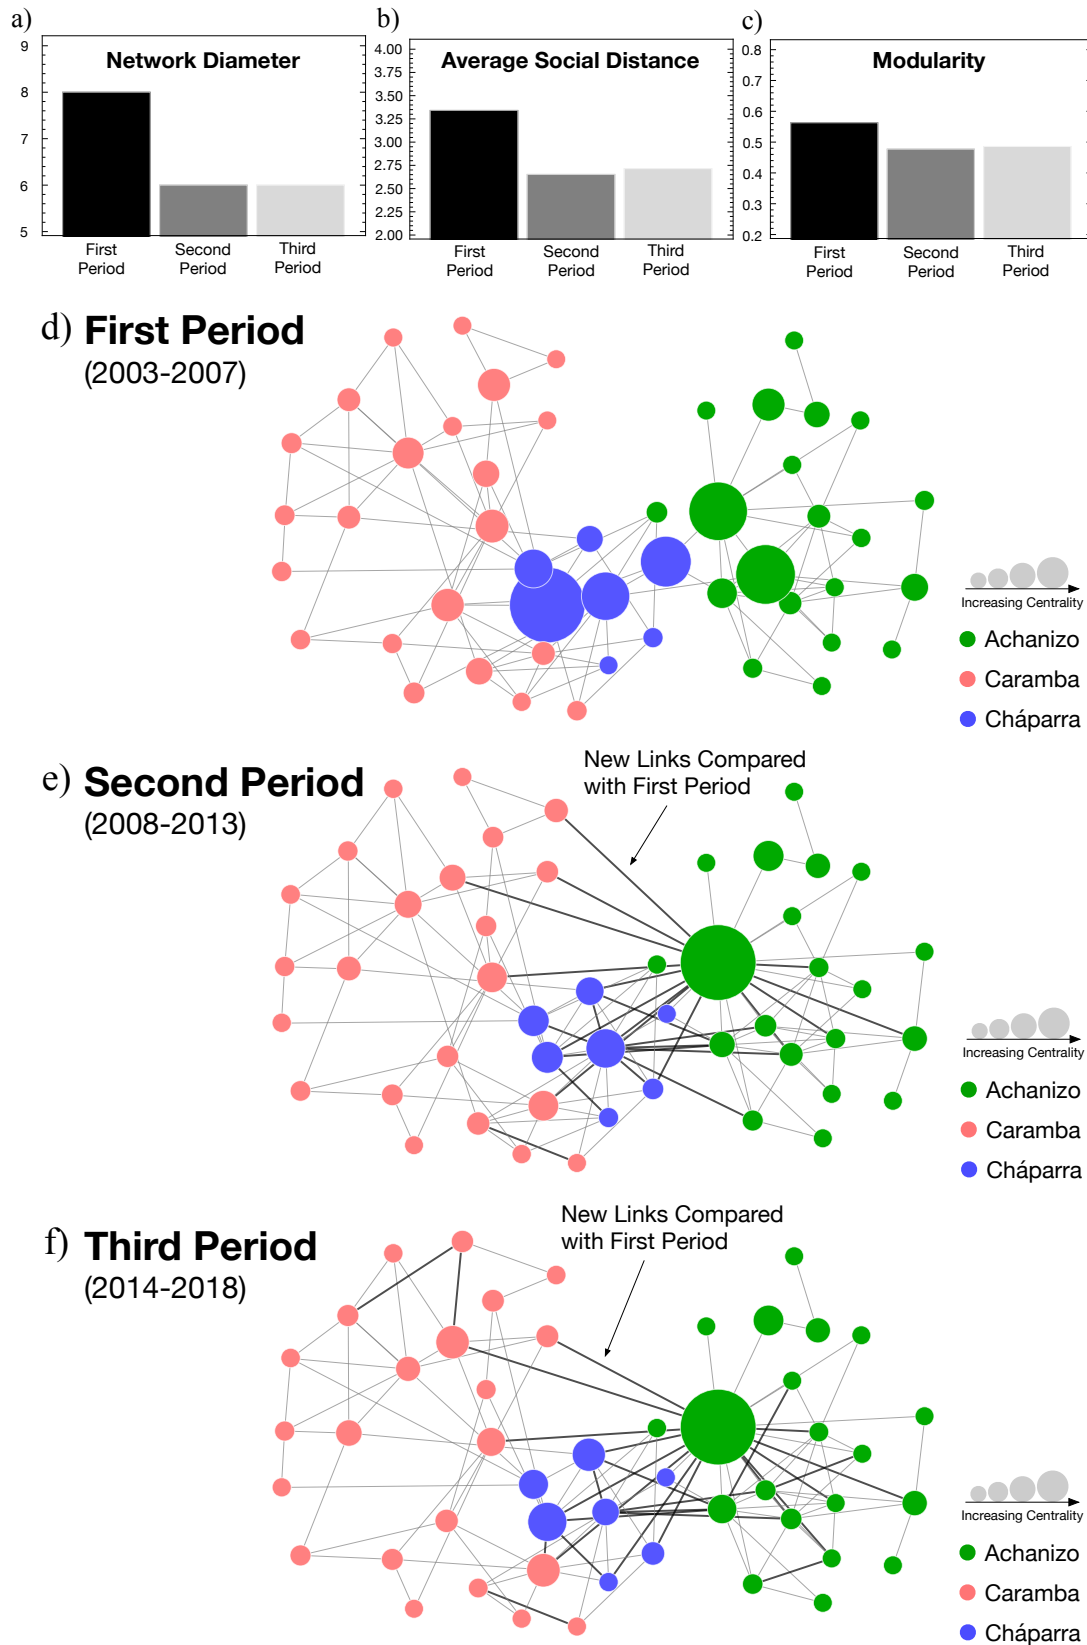 a)
Network Diameter
9
8
7
6
5
First
Period
Second
Period
Third
Period
b)
Average Social Distance
4.00
3.75
3.50
3.25
3.00
2.75
2.50
2.25
2.00
First
Period
Second
Period
Third
Period
c)
Modularity
0.8
0.7
0.6
0.5
0.4
0.3
0.2
First
Period
Second
Period
Third
Period
d) First Period
(2003-2007)
Increasing Centrality
Achanizo
Caramba
Cháparra
e) Second Period
(2008-2013)
New Links Compared
with First Period
Increasing Centrality
Achanizo
Caramba
Cháparra
f) Third Period
(2014-2018)
New Links Compared
with First Period
Increasing Centrality
Achanizo
Caramba
Cháparra